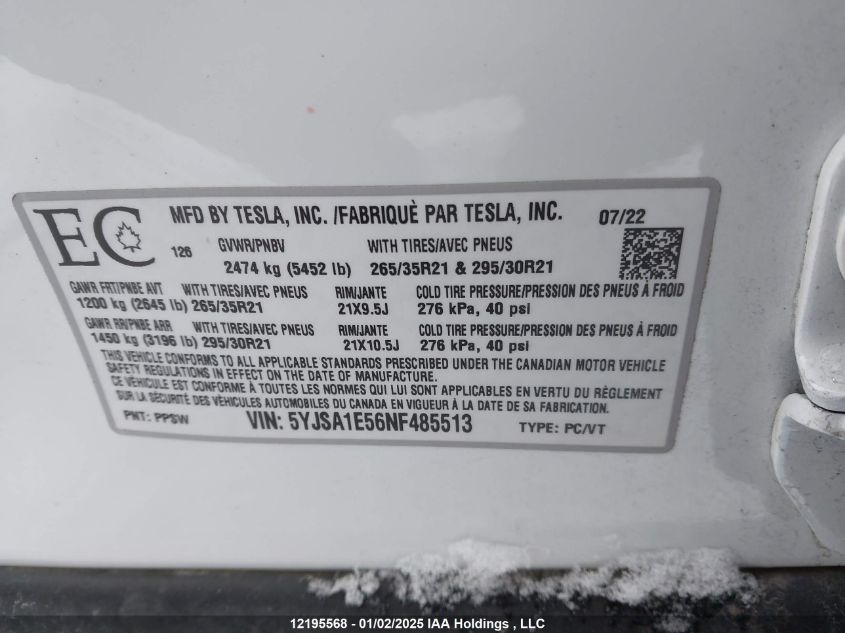 EC
MFD BY TESLA, INC. /FABRIQUÈ PAR TESLA, INC. 07/22
126 GVWR/PNBV WITH TIRES/AVEC PNEUS
2474 kg (5452 lb) 265/35R21 & 295/30R21
GAWR FRT/PNBE AVT WITH TIRES/AVEC PNEUS RIM/JANTE COLD TIRE PRESSURE/PRESSION DES PNEUS À FROID
1200 kg (2645 lb) 265/35R21 21X9.5J 276 kPa, 40 psi
GAWR RR/PNBE ARR WITH TIRES/AVEC PNEUS RIM/JANTE COLD TIRE PRESSURE/PRESSION DES PNEUS À FROID
1450 kg (3196 lb) 295/30R21 21X10.5J 276 kPa, 40 psi
THIS VEHICLE CONFORMS TO ALL APPLICABLE STANDARDS PRESCRIBED UNDER THE CANADIAN MOTOR VEHICLE
SAFETY REGULATIONS IN EFFECT ON THE DATE OF MANUFACTURE.
CE VÉHICULE EST CONFORME À TOUTES LES NORMES QUI LUI SONT APPLICABLES EN VERTU DU RÈGLEMENT
SUR LA SÉCURITÉ DES VÉHICULES AUTOMOBILES DU CANADA EN VIGUEUR À LA DATE DE SA FABRICATION.
PNT: PPSW VIN: 5YJSA1E56NF485513 TYPE: PC/VT
12195568 - 01/02/2025 IAA Holdings , LLC